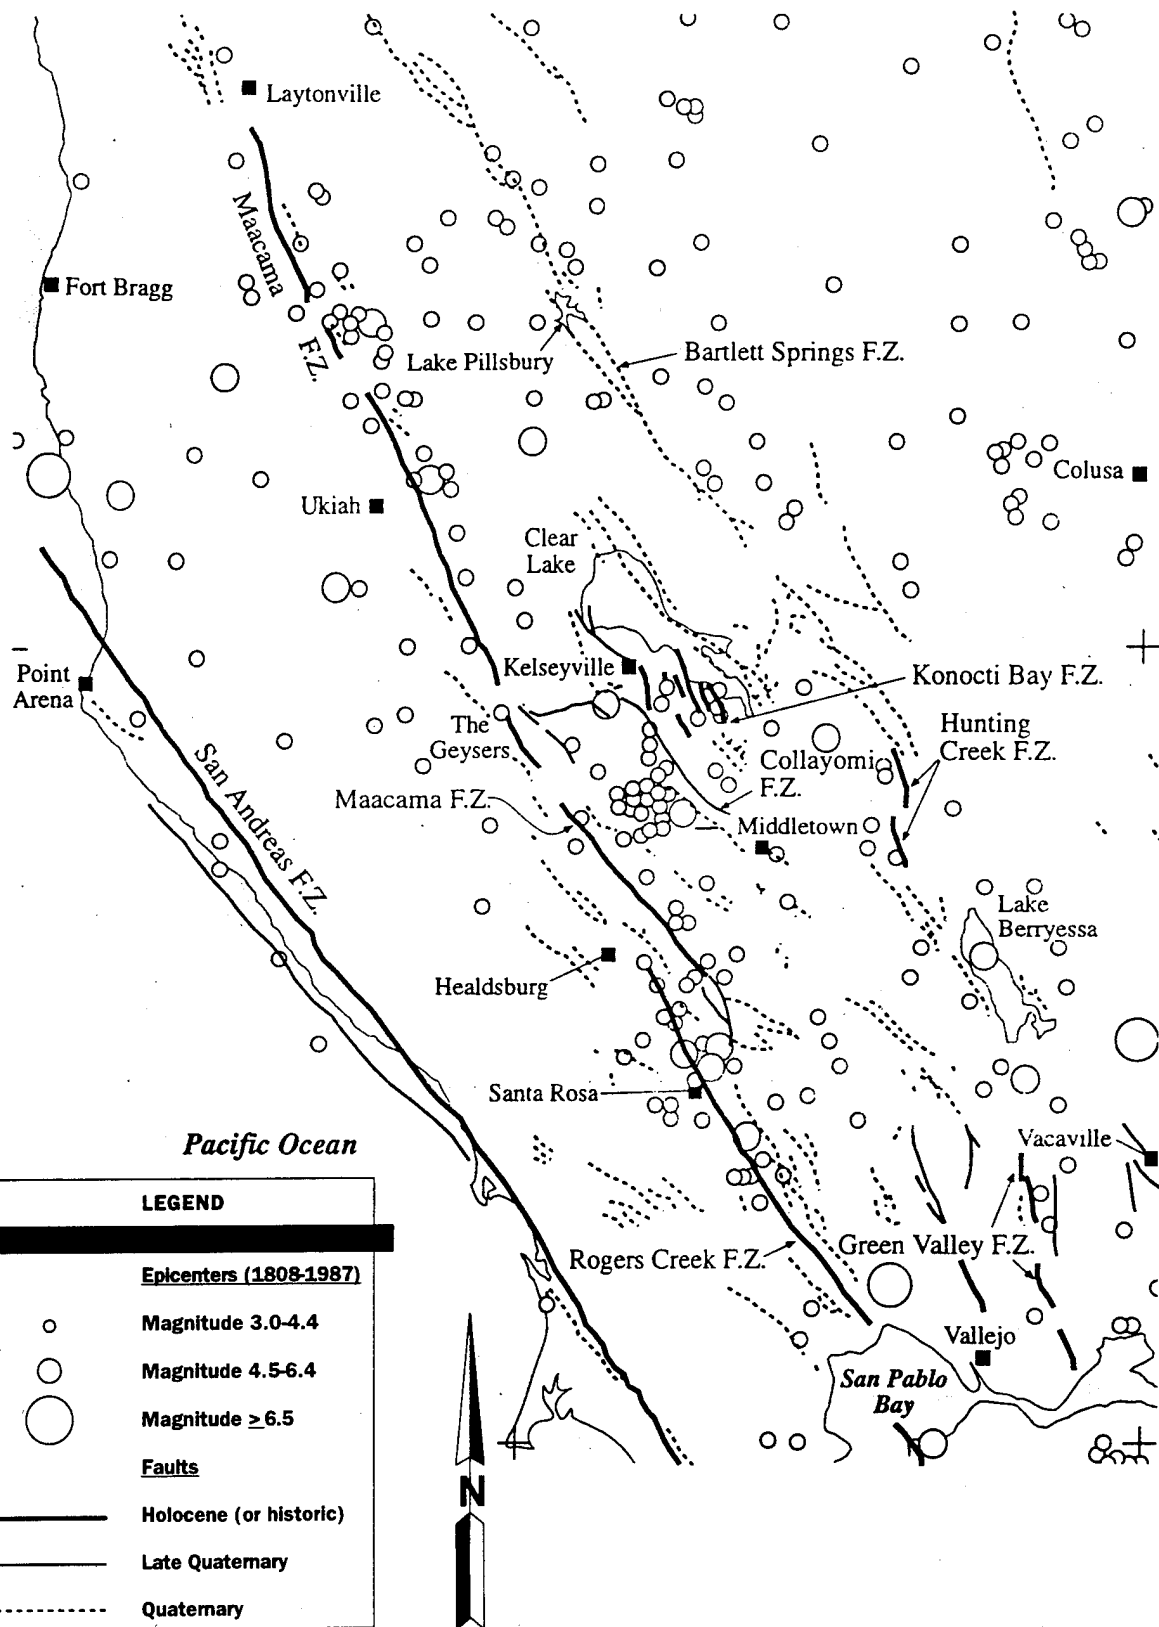 Laytonville
Maacama
F.Z.
Fort Bragg
Lake Pillsbury
Bartlett Springs F.Z.
Colusa
Ukiah
Clear
Lake
Kelseyville
Konocti Bay F.Z.
Point
Arena
The
Geysers
Hunting
Creek F.Z.
Collayomi
F.Z.
San Andreas F.Z.
Maacama F.Z.
Middletown
Lake
Berryessa
Healdsburg
Santa Rosa
Vacaville
Pacific Ocean
Green Valley F.Z.
Rogers Creek F.Z.
Vallejo
San Pablo
Bay
LEGEND
Epicenters (1808-1987)
Magnitude 3.0-4.4
Magnitude 4.5-6.4
Magnitude ≥6.5
Faults
Holocene (or historic)
Late Quaternary
Quaternary
N